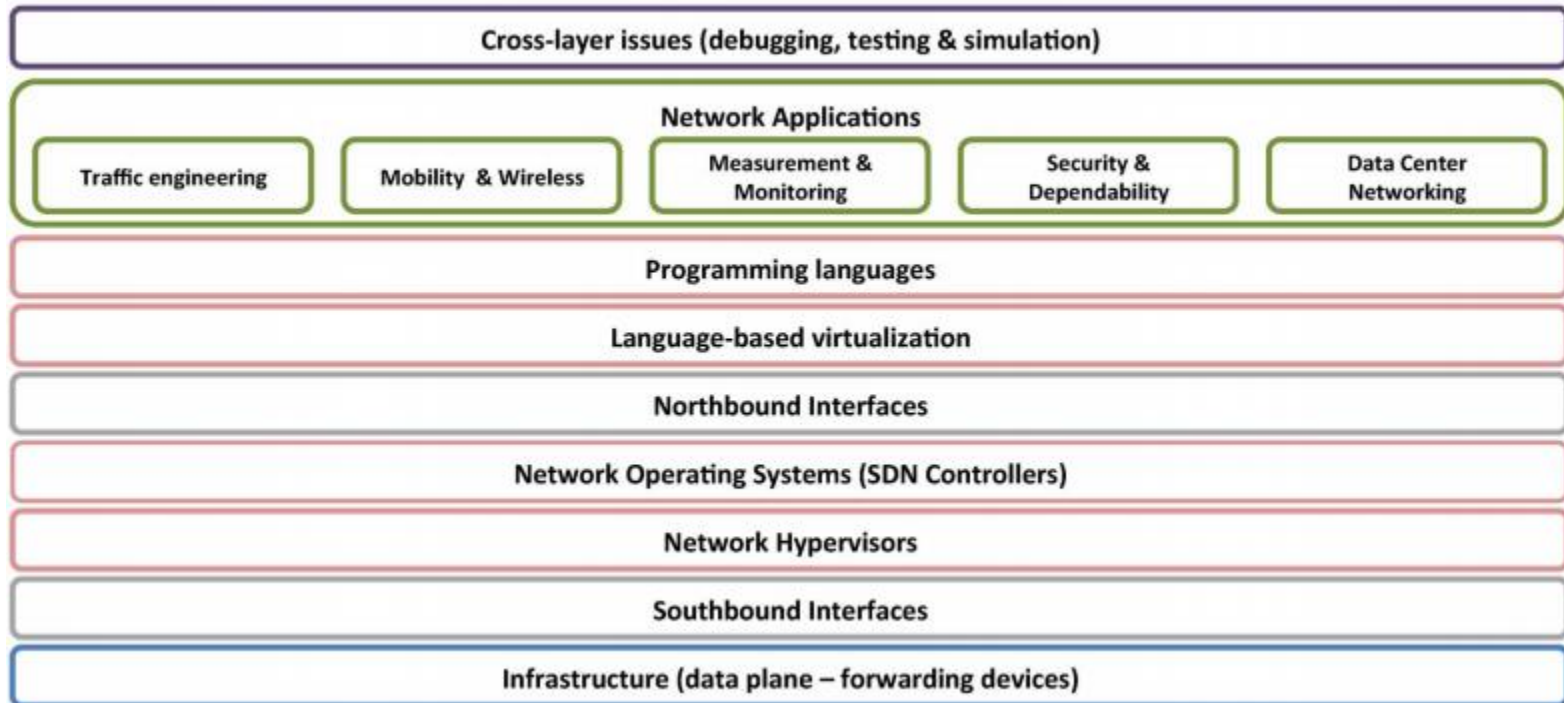 Cross-layer issues (debugging, testing & simulation)
Network Applications
Traffic engineering
Mobility & Wireless
Measurement &
Monitoring
Security &
Dependability
Data Center
Networking
Programming languages
Language-based virtualization
Northbound Interfaces
Network Operating Systems (SDN Controllers)
Network Hypervisors
Southbound Interfaces
Infrastructure (data plane – forwarding devices)